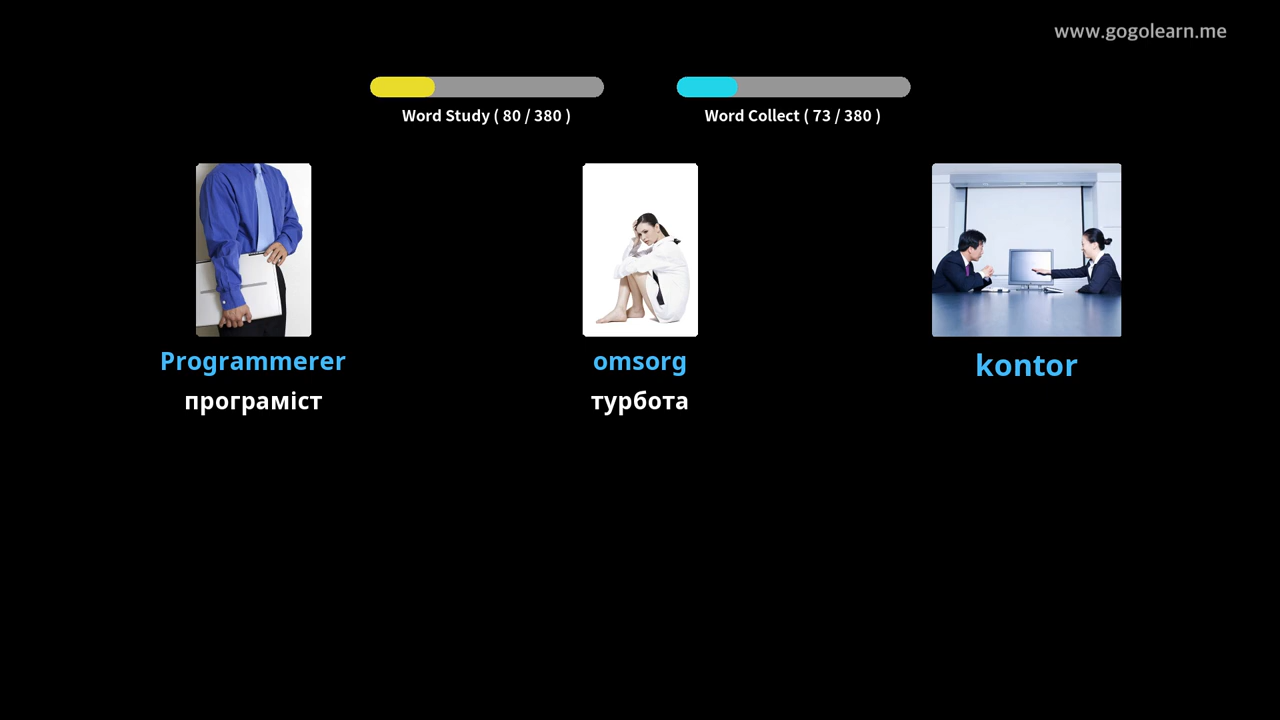 www.gogolearn.me
Word Study ( 80 / 380 )
Word Collect ( 73 / 380 )
Programmerer
програміст
omsorg
турбота
kontor